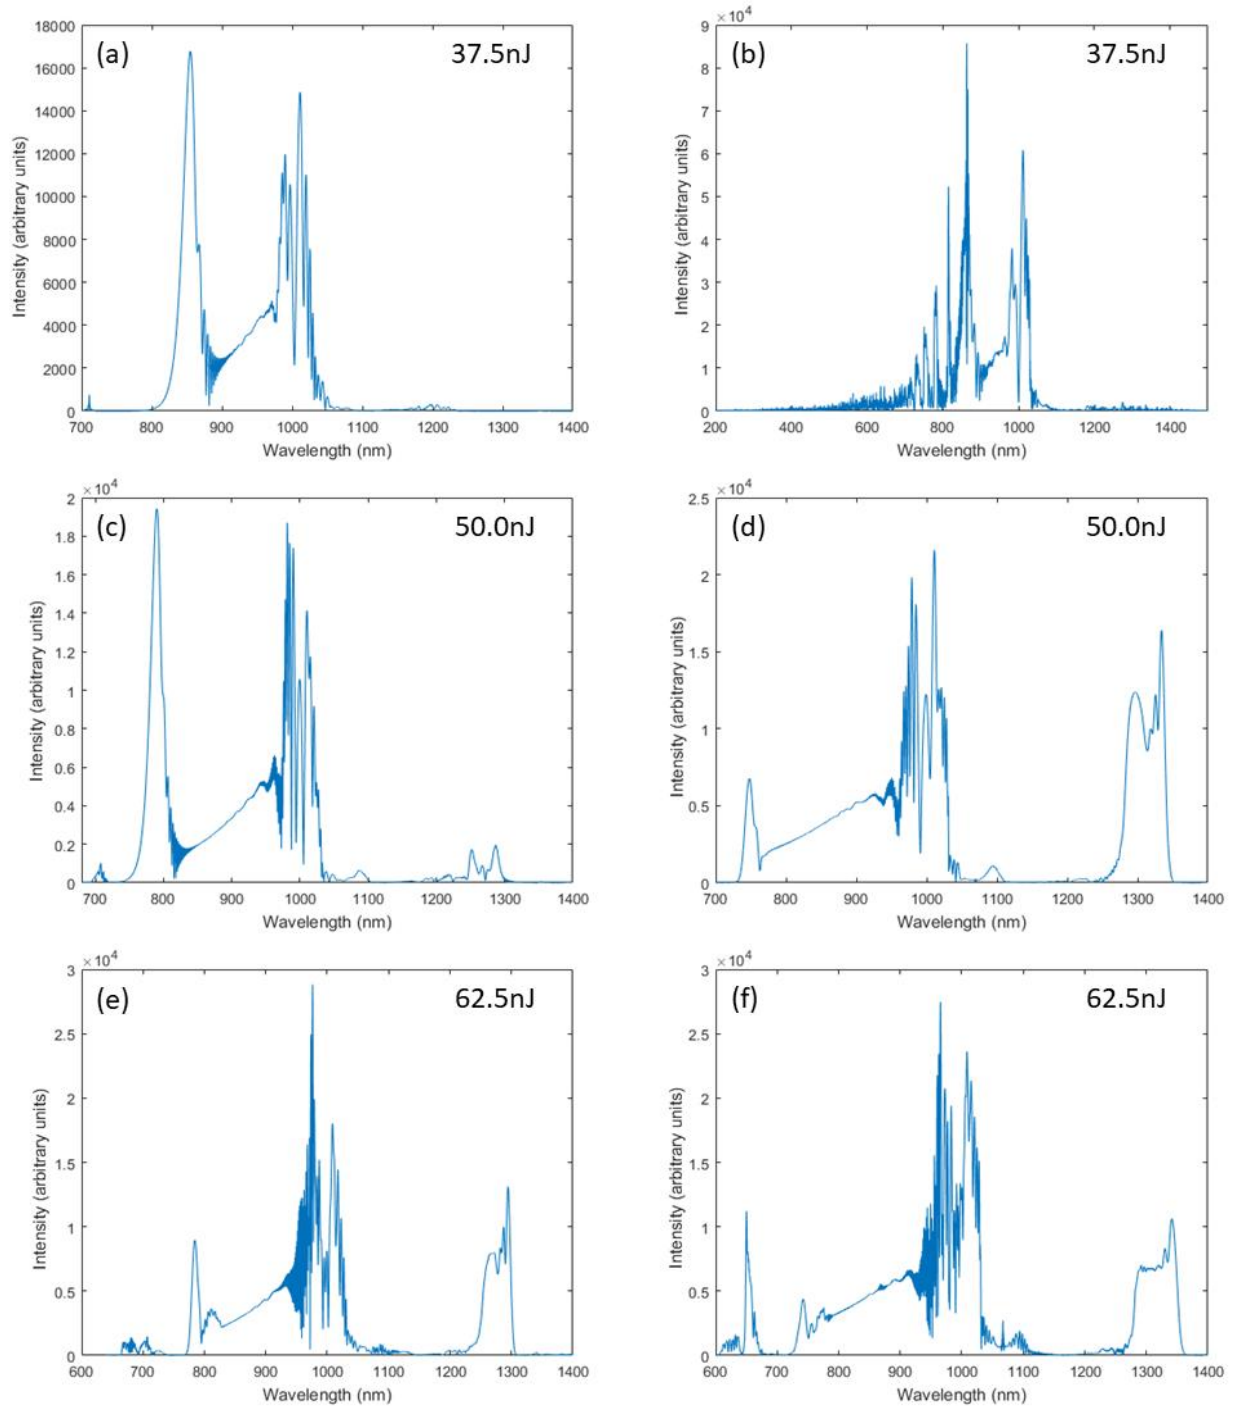 (a) 37.5nJ
Intensity (arbitrary units)
18000
16000
14000
12000
10000
8000
6000
4000
2000
0
700 800 900 1000 1100 1200 1300 1400
Wavelength (nm)
(b) 37.5nJ
Intensity (arbitrary units)
×10⁴
9
8
7
6
5
4
3
2
1
0
200 400 600 800 1000 1200 1400
Wavelength (nm)
(c) 50.0nJ
Intensity (arbitrary units)
×10⁴
2
1.8
1.6
1.4
1.2
1
0.8
0.6
0.4
0.2
0
700 800 900 1000 1100 1200 1300 1400
Wavelength (nm)
(d) 50.0nJ
Intensity (arbitrary units)
×10⁴
2.5
2
1.5
1
0.5
0
700 800 900 1000 1100 1200 1300 1400
Wavelength (nm)
(e) 62.5nJ
Intensity (arbitrary units)
×10⁴
3
2.5
2
1.5
1
0.5
0
600 700 800 900 1000 1100 1200 1300 1400
Wavelength (nm)
(f) 62.5nJ
Intensity (arbitrary units)
×10⁴
3
2.5
2
1.5
1
0.5
0
600 700 800 900 1000 1100 1200 1300 1400
Wavelength (nm)